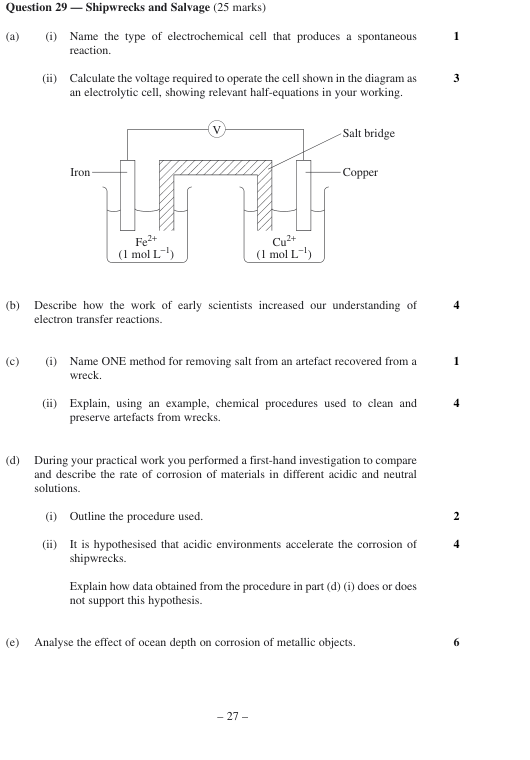 Question 29 — Shipwrecks and Salvage (25 marks)
(a) (i) Name the type of electrochemical cell that produces a spontaneous 1
reaction.
(ii) Calculate the voltage required to operate the cell shown in the diagram as 3
an electrolytic cell, showing relevant half-equations in your working.
V
Salt bridge
Iron
Copper
Fe²⁺ Cu²⁺
(1 mol L⁻¹) (1 mol L⁻¹)
(b) Describe how the work of early scientists increased our understanding of 4
electron transfer reactions.
(c) (i) Name ONE method for removing salt from an artefact recovered from a 1
wreck.
(ii) Explain, using an example, chemical procedures used to clean and 4
preserve artefacts from wrecks.
(d) During your practical work you performed a first-hand investigation to compare
and describe the rate of corrosion of materials in different acidic and neutral
solutions.
(i) Outline the procedure used. 2
(ii) It is hypothesised that acidic environments accelerate the corrosion of 4
shipwrecks.
Explain how data obtained from the procedure in part (d) (i) does or does
not support this hypothesis.
(e) Analyse the effect of ocean depth on corrosion of metallic objects. 6
– 27 –